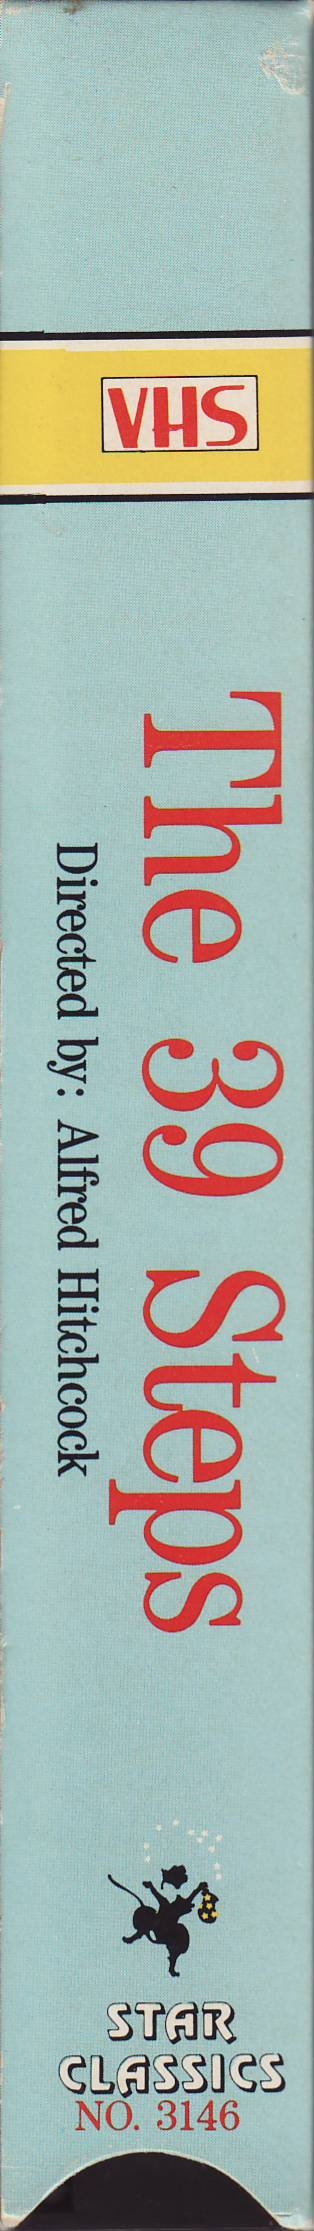 VHS
The 39 Steps
Directed by: Alfred Hitchcock
STAR
CLASSICS
NO. 3146